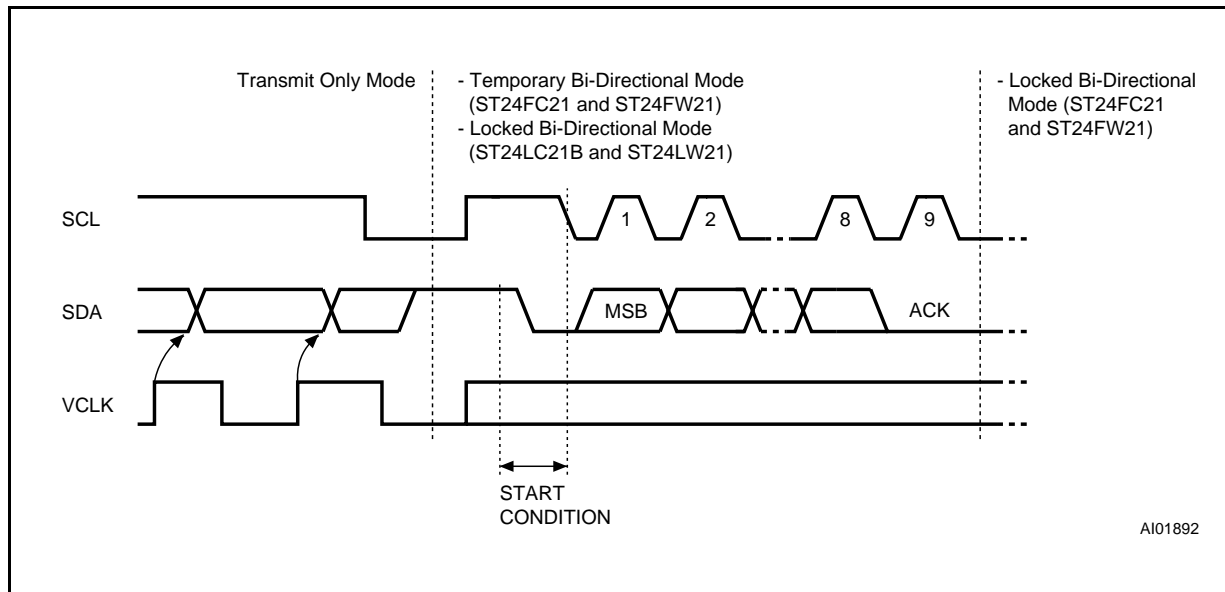 Transmit Only Mode
- Temporary Bi-Directional Mode
(ST24FC21 and ST24FW21)
- Locked Bi-Directional Mode
(ST24LC21B and ST24LW21)
- Locked Bi-Directional
Mode (ST24FC21
and ST24FW21)
SCL
1
2
8
9
SDA
MSB
ACK
VCLK
START
CONDITION
AI01892